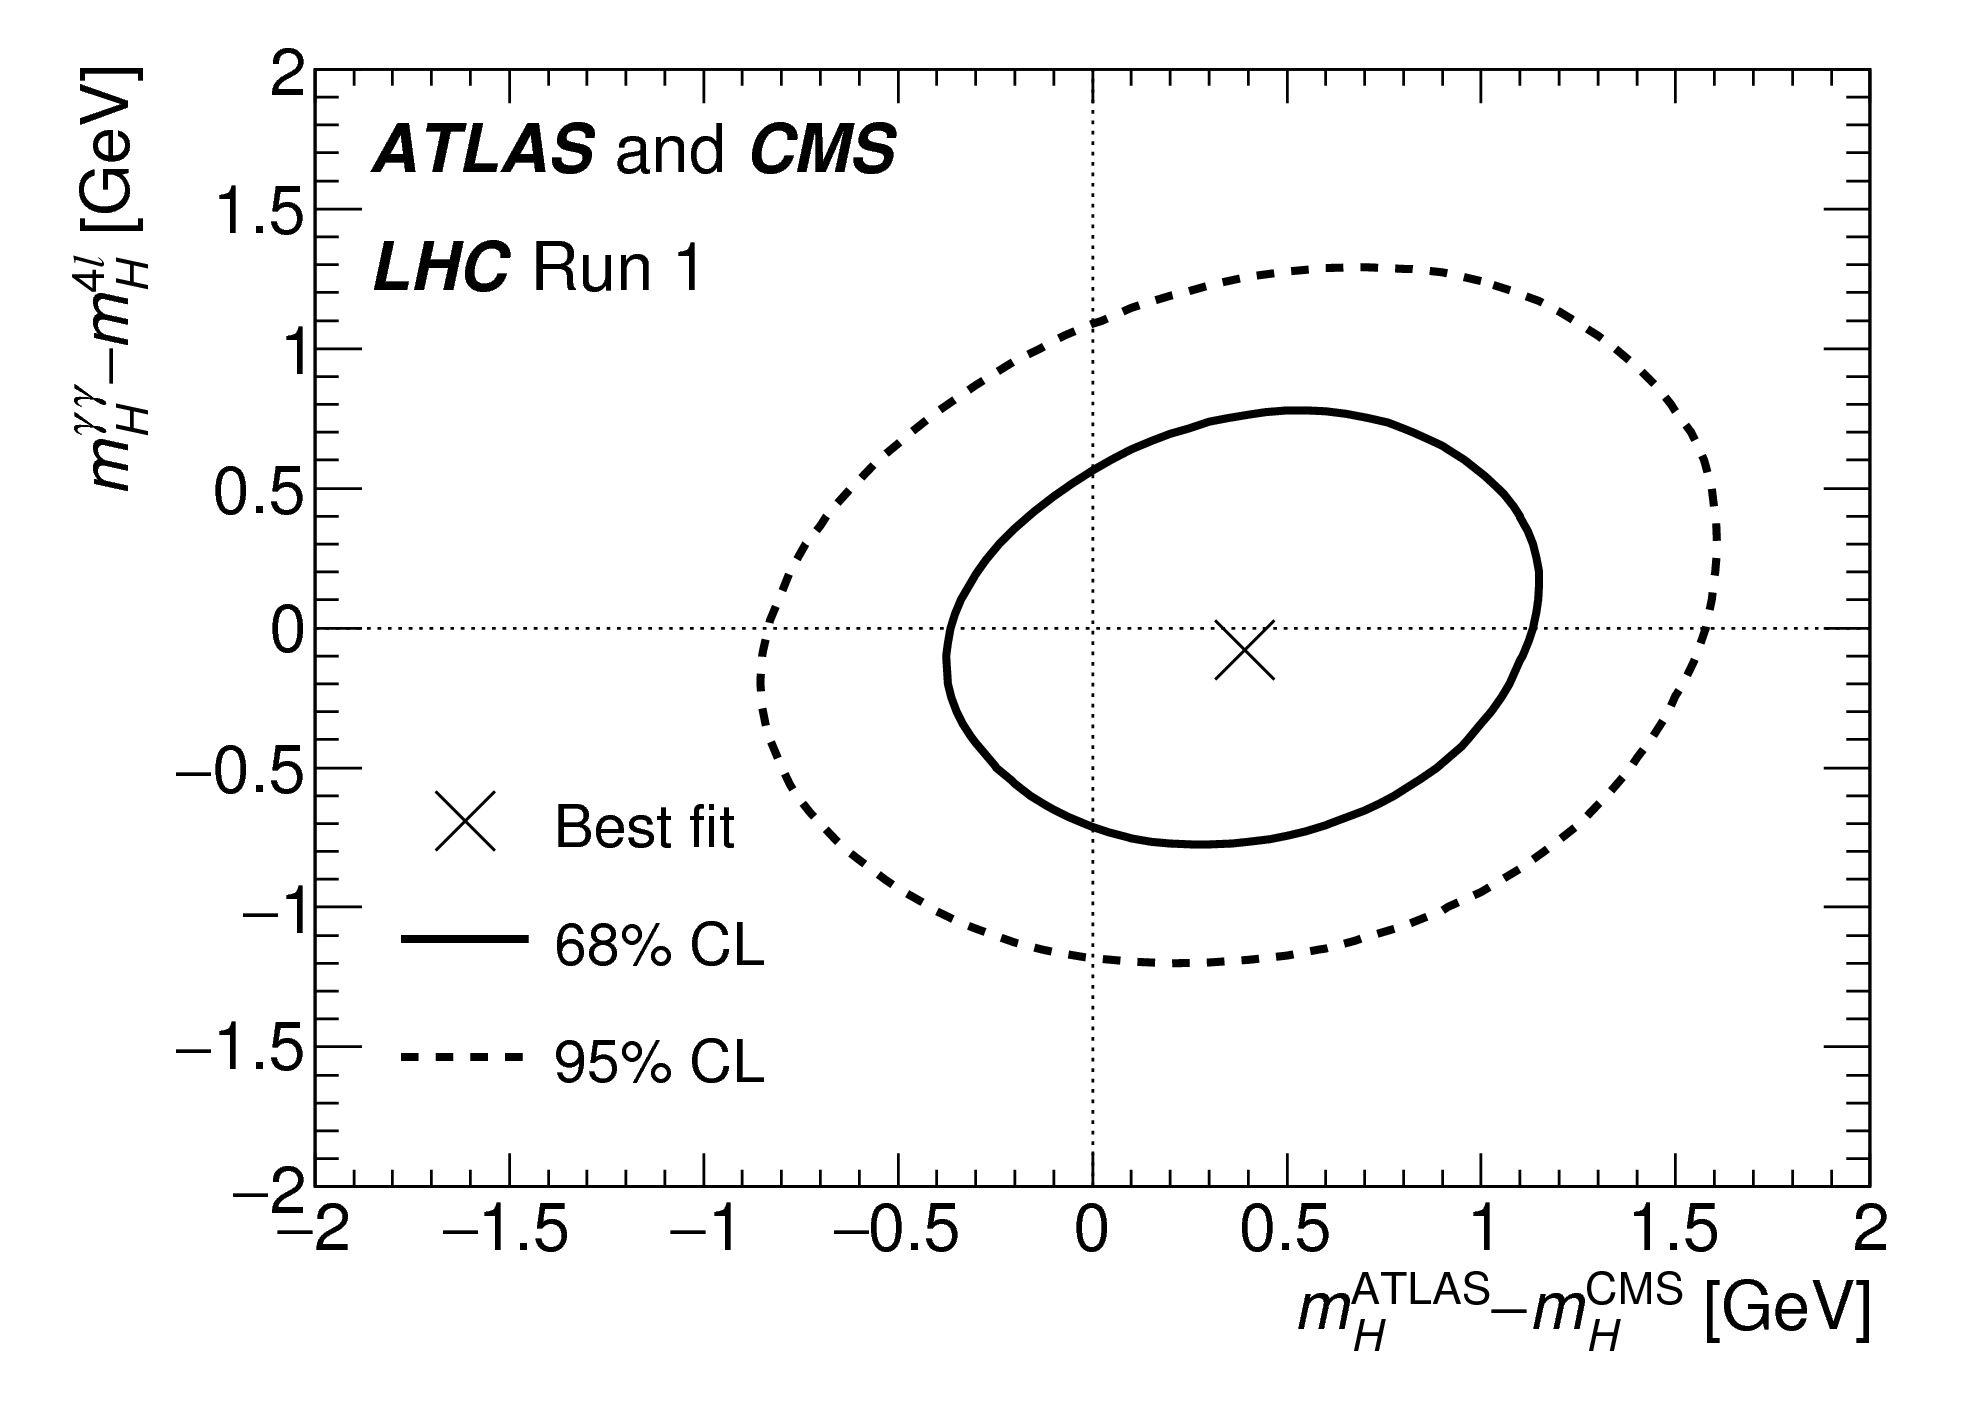 m_H^γγ−m_H^4l [GeV]
2
1.5
1
0.5
0
−0.5
−1
−1.5
−2
ATLAS and CMS
LHC Run 1
Best fit
68% CL
95% CL
−2 −1.5 −1 −0.5 0 0.5 1 1.5 2
m_H^ATLAS−m_H^CMS [GeV]